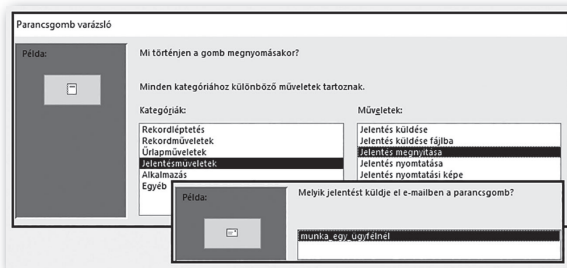 Parancsgomb varázsló
Példa:
Mi történjen a gomb megnyomásakor?
Minden kategóriához különböző műveletek tartoznak.
Kategóriák:
Műveletek:
Rekordléptetés
Rekordműveletek
Űrlapműveletek
Jelentésműveletek
Alkalmazás
Egyéb
Jelentés küldése
Jelentés küldése fájlba
Jelentés megnyitása
Jelentés nyomtatása
Jelentés nyomtatási képe
Példa:
Melyik jelentést küldje el e-mailben a parancsgomb?
munka_egy_ügyfélnél